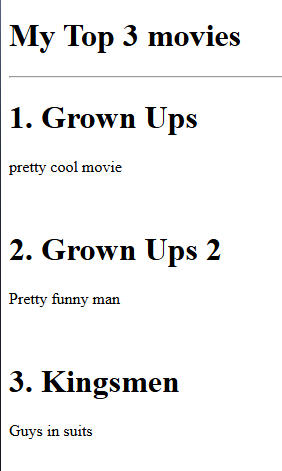 My Top 3 movies
1. Grown Ups
pretty cool movie
2. Grown Ups 2
Pretty funny man
3. Kingsmen
Guys in suits